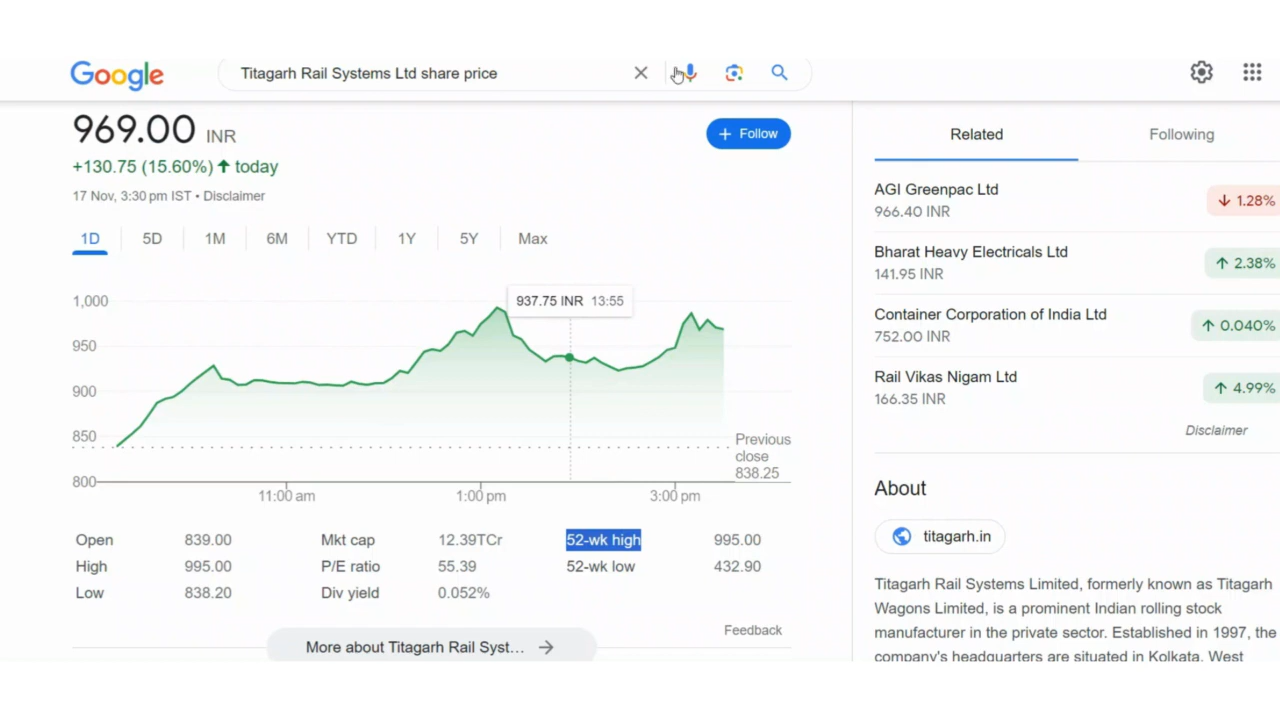 Google
Titagarh Rail Systems Ltd share price
969.00 INR
+130.75 (15.60%) ↑ today
17 Nov, 3:30 pm IST • Disclaimer
+ Follow
1D 5D 1M 6M YTD 1Y 5Y Max
937.75 INR 13:55
1,000
950
900
850
800
Previous
close
838.25
11:00 am 1:00 pm 3:00 pm
Open 839.00 Mkt cap 12.39TCr 52-wk high 995.00
High 995.00 P/E ratio 55.39 52-wk low 432.90
Low 838.20 Div yield 0.052%
Feedback
More about Titagarh Rail Syst... →
Related Following
AGI Greenpac Ltd
966.40 INR
↓ 1.28%
Bharat Heavy Electricals Ltd
141.95 INR
↑ 2.38%
Container Corporation of India Ltd
752.00 INR
↑ 0.040%
Rail Vikas Nigam Ltd
166.35 INR
↑ 4.99%
Disclaimer
About
titagarh.in
Titagarh Rail Systems Limited, formerly known as Titagarh
Wagons Limited, is a prominent Indian rolling stock
manufacturer in the private sector. Established in 1997, the
company's headquarters are situated in Kolkata, West